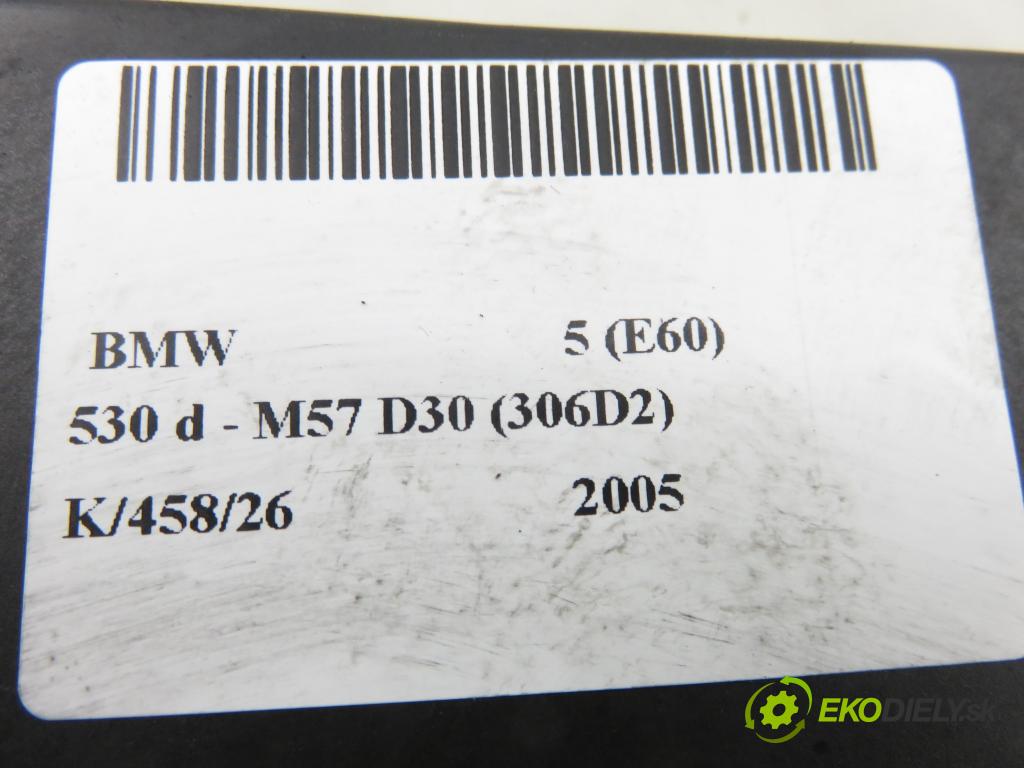 BMW 5 (E60)
530 d - M57 D30 (306D2)
K/458/26 2005
EKODIELY.sk